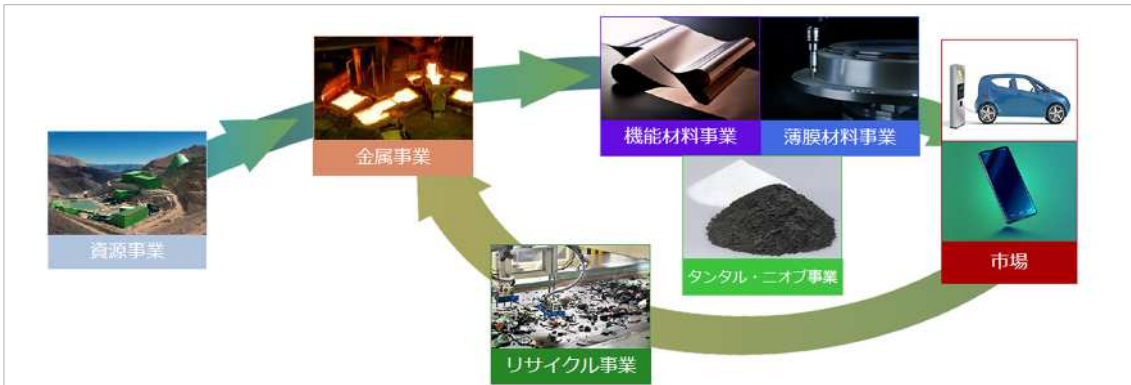 資源事業
金属事業
機能材料事業
薄膜材料事業
タンタル・ニオブ事業
市場
リサイクル事業